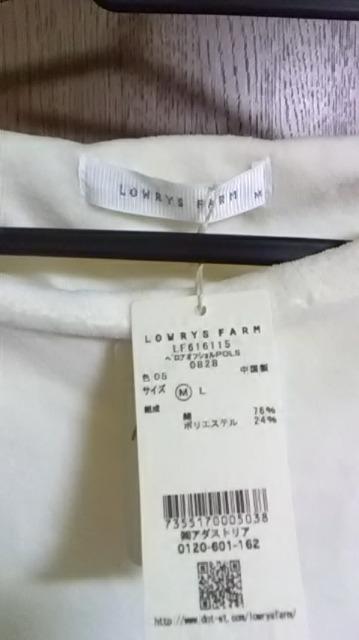 LOWRYS FARM M
LOWRYS FARM
LF616115
ベロアオフショルPOLS
0828
色 05 中国製
サイズ Ⓜ L
組成 綿 76%
ポリエステル 24%
7355170005038
㈱アダストリア
0120-601-162
http://www.dot-st.com/lowrysfarm/